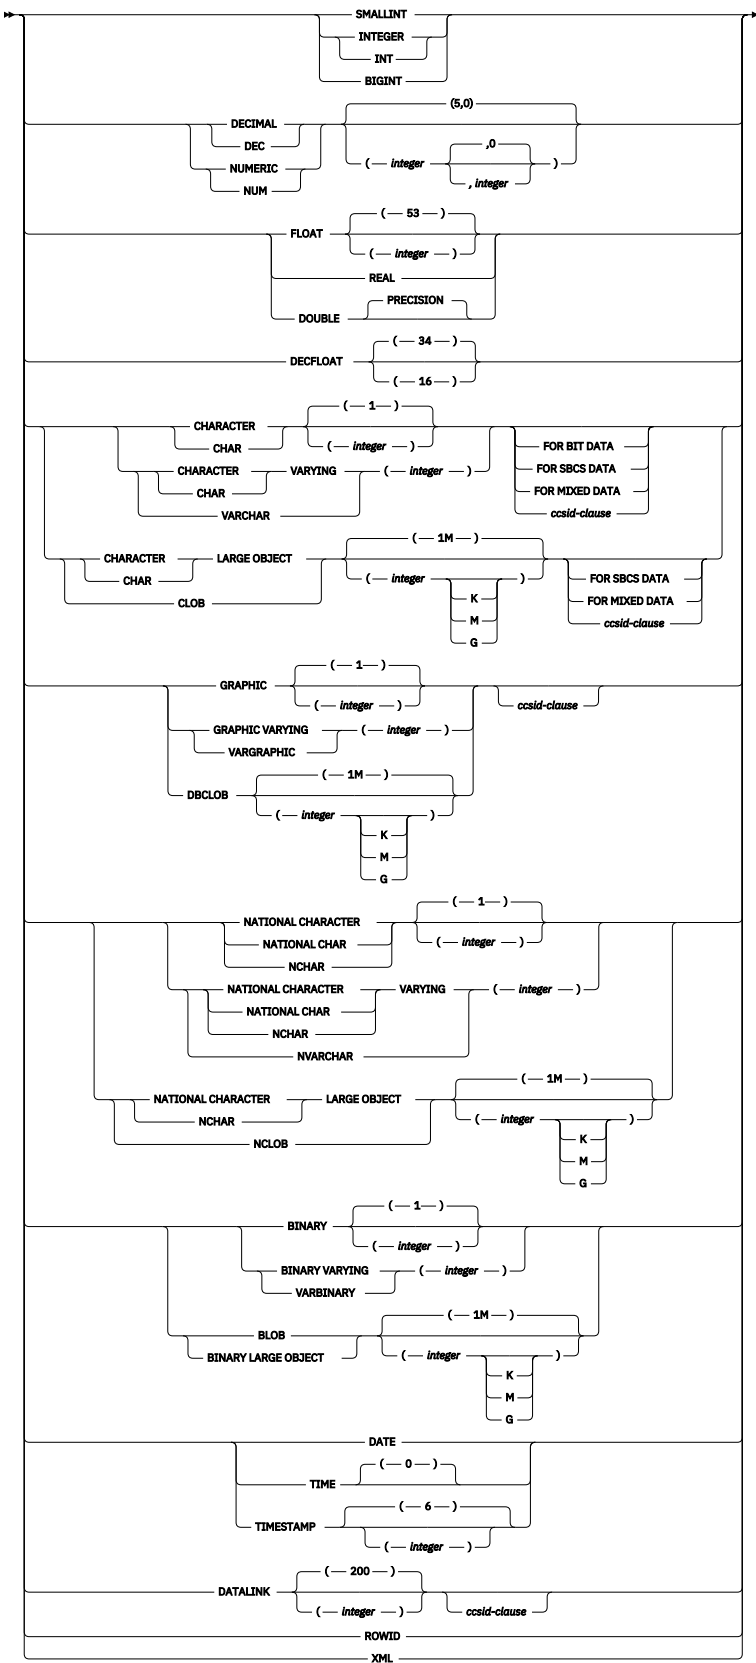 SMALLINT
INTEGER
INT
BIGINT
(5,0)
DECIMAL
DEC
,0
( integer )
NUMERIC
, integer
NUM
( 53 )
FLOAT
( integer )
REAL
PRECISION
DOUBLE
( 34 )
DECFLOAT
( 16 )
( 1 )
CHARACTER
CHAR
( integer )
FOR BIT DATA
CHARACTER VARYING ( integer )
FOR SBCS DATA
CHAR
FOR MIXED DATA
VARCHAR
ccsid-clause
( 1M )
CHARACTER LARGE OBJECT
CHAR
( integer )
FOR SBCS DATA
CLOB
K
FOR MIXED DATA
M
ccsid-clause
G
( 1 )
GRAPHIC
( integer )
ccsid-clause
GRAPHIC VARYING ( integer )
VARGRAPHIC
( 1M )
DBCLOB
( integer )
K
M
G
( 1 )
NATIONAL CHARACTER
NATIONAL CHAR
( integer )
NCHAR
NATIONAL CHARACTER VARYING ( integer )
NATIONAL CHAR
NCHAR
NVARCHAR
( 1M )
NATIONAL CHARACTER LARGE OBJECT
NCHAR
( integer )
NCLOB
K
M
G
( 1 )
BINARY
( integer )
BINARY VARYING ( integer )
VARBINARY
( 1M )
BLOB
BINARY LARGE OBJECT
( integer )
K
M
G
DATE
( 0 )
TIME
( 6 )
TIMESTAMP
( integer )
( 200 )
DATALINK
( integer )
ccsid-clause
ROWID
XML